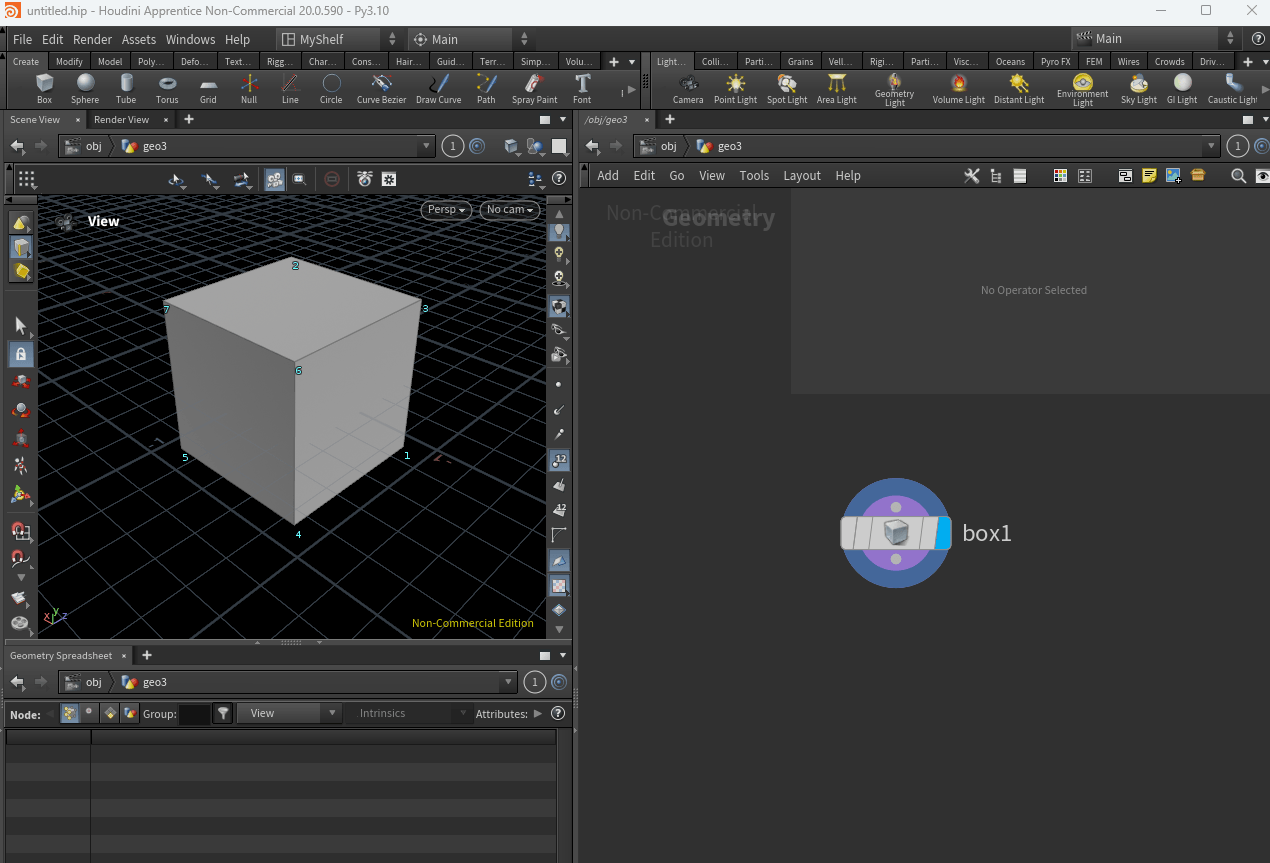 untitled.hip - Houdini Apprentice Non-Commercial 20.0.590 - Py3.10
File Edit Render Assets Windows Help MyShelf Main Main
Create Modify Model Poly... Defo... Text... Rigg... Char... Cons... Hair... Guid... Terr... Simp... Volu... Light... Colli... Parti... Grains Vell... Rigi... Parti... Visc... Oceans Pyro FX FEM Wires Crowds Driv...
Box Sphere Tube Torus Grid Null Line Circle Curve Bezier Draw Curve Path Spray Paint Font Camera Point Light Spot Light Area Light Geometry Light Volume Light Distant Light Environment Light Sky Light GI Light Caustic Light
Scene View Render View
obj geo3 1
View
Persp No cam
2
7
3
6
5
1
4
x y z
Non-Commercial Edition
12
12
Geometry Spreadsheet
obj geo3 1
Node: Group: View Intrinsics Attributes:
/obj/geo3
obj geo3 1
Add Edit Go View Tools Layout Help
Non-Commercial
Geometry
Edition
No Operator Selected
box1